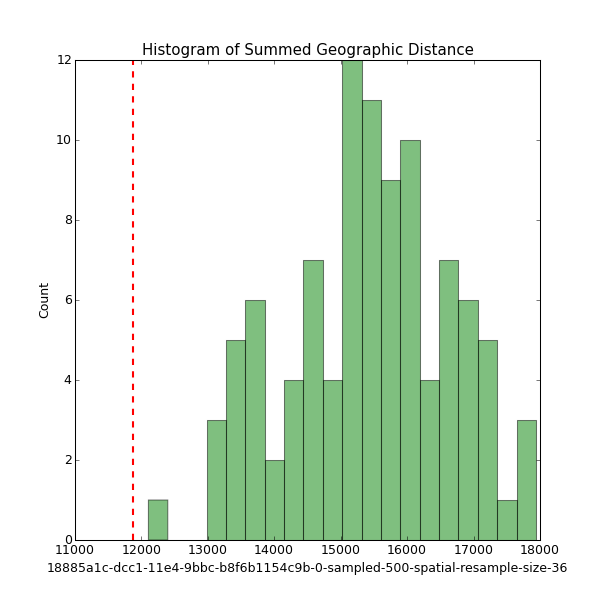 Histogram of Summed Geographic Distance
12
10
8
6
4
2
0
Count
11000 12000 13000 14000 15000 16000 17000 18000
18885a1c-dcc1-11e4-9bbc-b8f6b1154c9b-0-sampled-500-spatial-resample-size-36